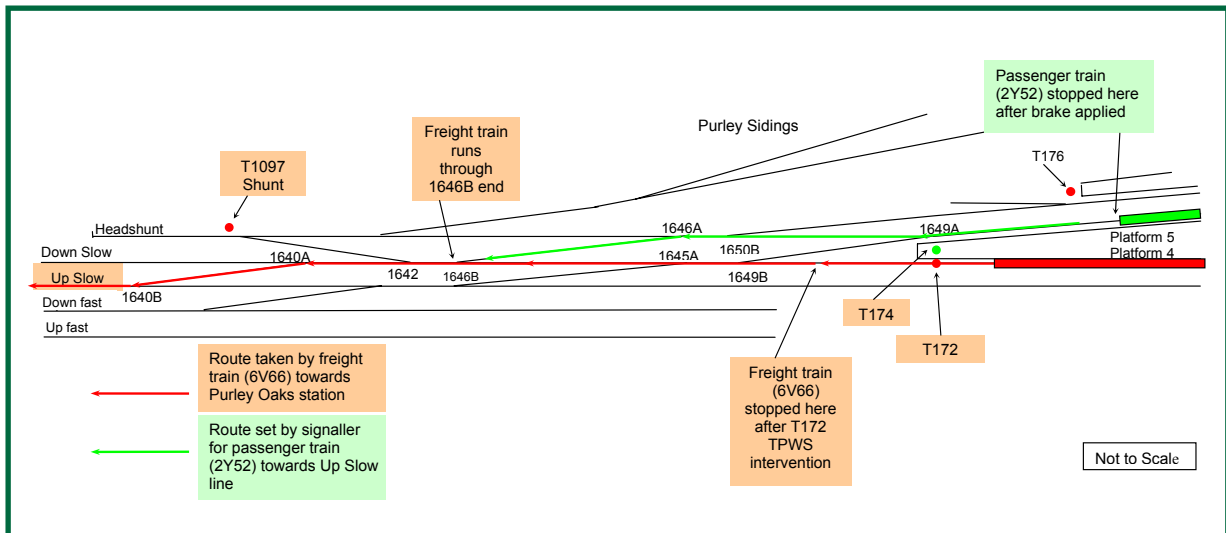 Passenger train
(2Y52) stopped here
after brake applied
Purley Sidings
Freight train
runs
through
1646B end
T1097
Shunt
T176
Headshunt
1646A
1649A
Platform 5
Platform 4
Down Slow
1640A
1650B
1645A
Up Slow
1640B
1642
1646B
1649B
Down fast
Up fast
T174
T172
Route taken by freight
train (6V66) towards
Purley Oaks station
Freight train
(6V66)
stopped here
after T172
TPWS
intervention
Route set by signaller
for passenger train
(2Y52) towards Up Slow
line
Not to Scale